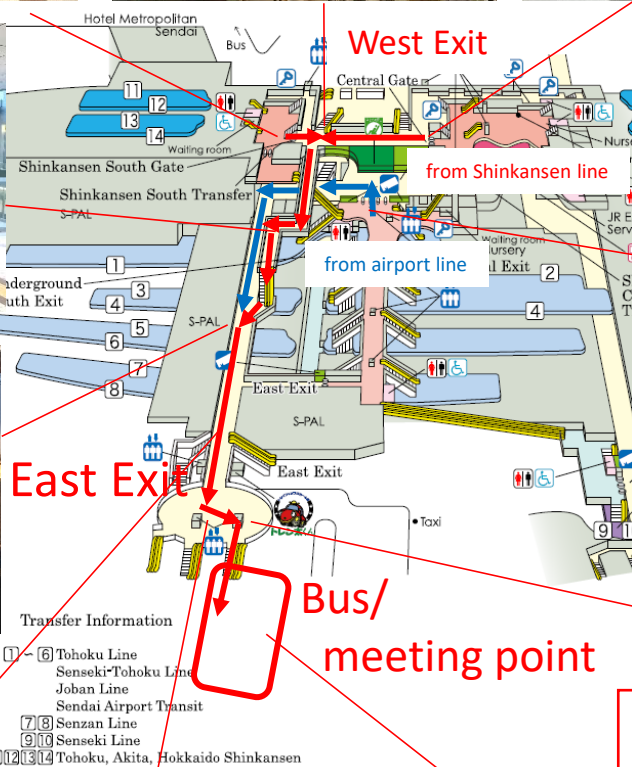 Hotel Metropolitan
Sendai
Bus
West Exit
Central Gate
11
12
13
14
Waiting room
Shinkansen South Gate
from Shinkansen line
Shinkansen South Transfer
S-PAL
JR E
Waiting room
from airport line
1
2
3
4
4
5
6
7
8
S-PAL
East Exit
S-PAL
East Exit
East Exit
Taxi
9
Bus/
meeting point
Transfer Information
1 ~ 6 Tohoku Line
Senseki-Tohoku Line
Joban Line
Sendai Airport Transit
7 8 Senzan Line
9 10 Senseki Line
12 13 14 Tohoku, Akita, Hokkaido Shinkansen